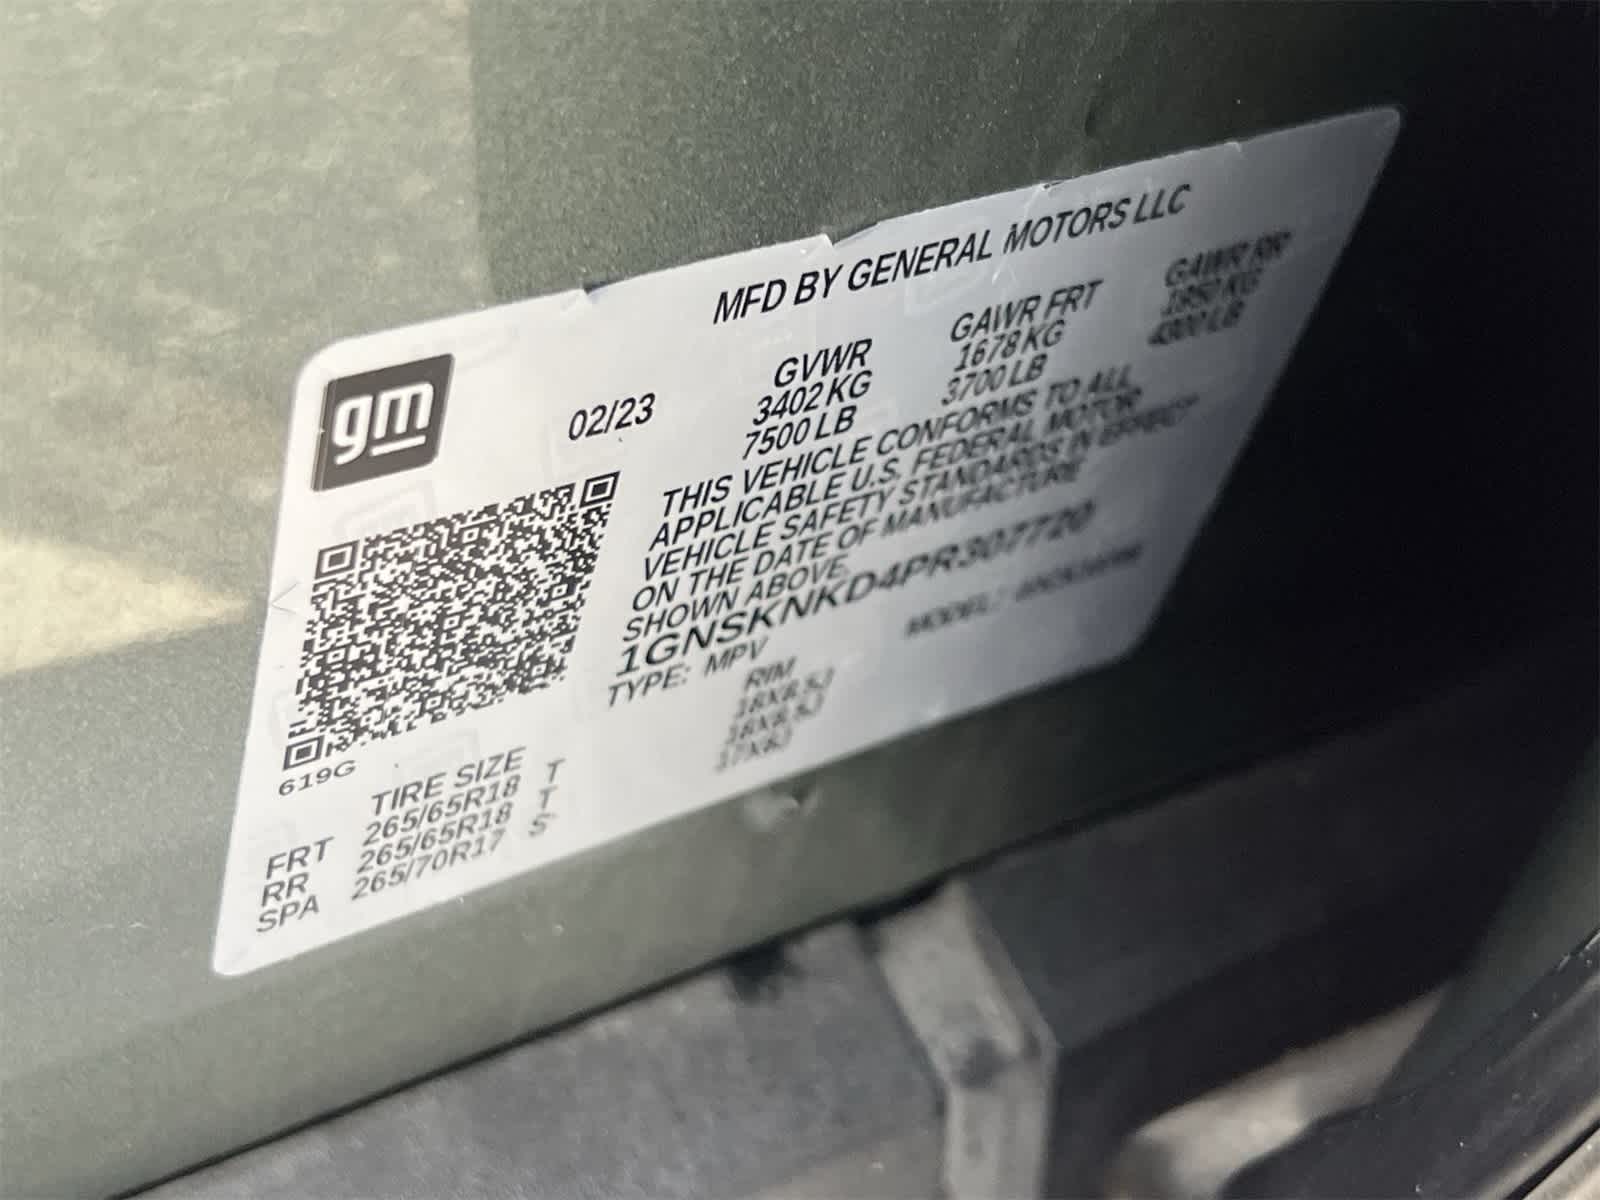 MFD BY GENERAL MOTORS LLC
gm
02/23
GVWR GAWR FRT GAWR RR
3402 KG 1678 KG 1850 KG
7500 LB 3700 LB LB
THIS VEHICLE CONFORMS TO ALL
APPLICABLE U.S. FEDERAL MOTOR
VEHICLE SAFETY STANDARDS IN EFFECT
ON THE DATE OF MANUFACTURE
SHOWN ABOVE.
1GNSKNKD4PR307720
TYPE: MPV MODEL:
619G
TIRE SIZE RIM
FRT 265/65R18 T 18X8.5J
RR 265/65R18 T 18X8.5J
SPA 265/70R17 S 17X8J